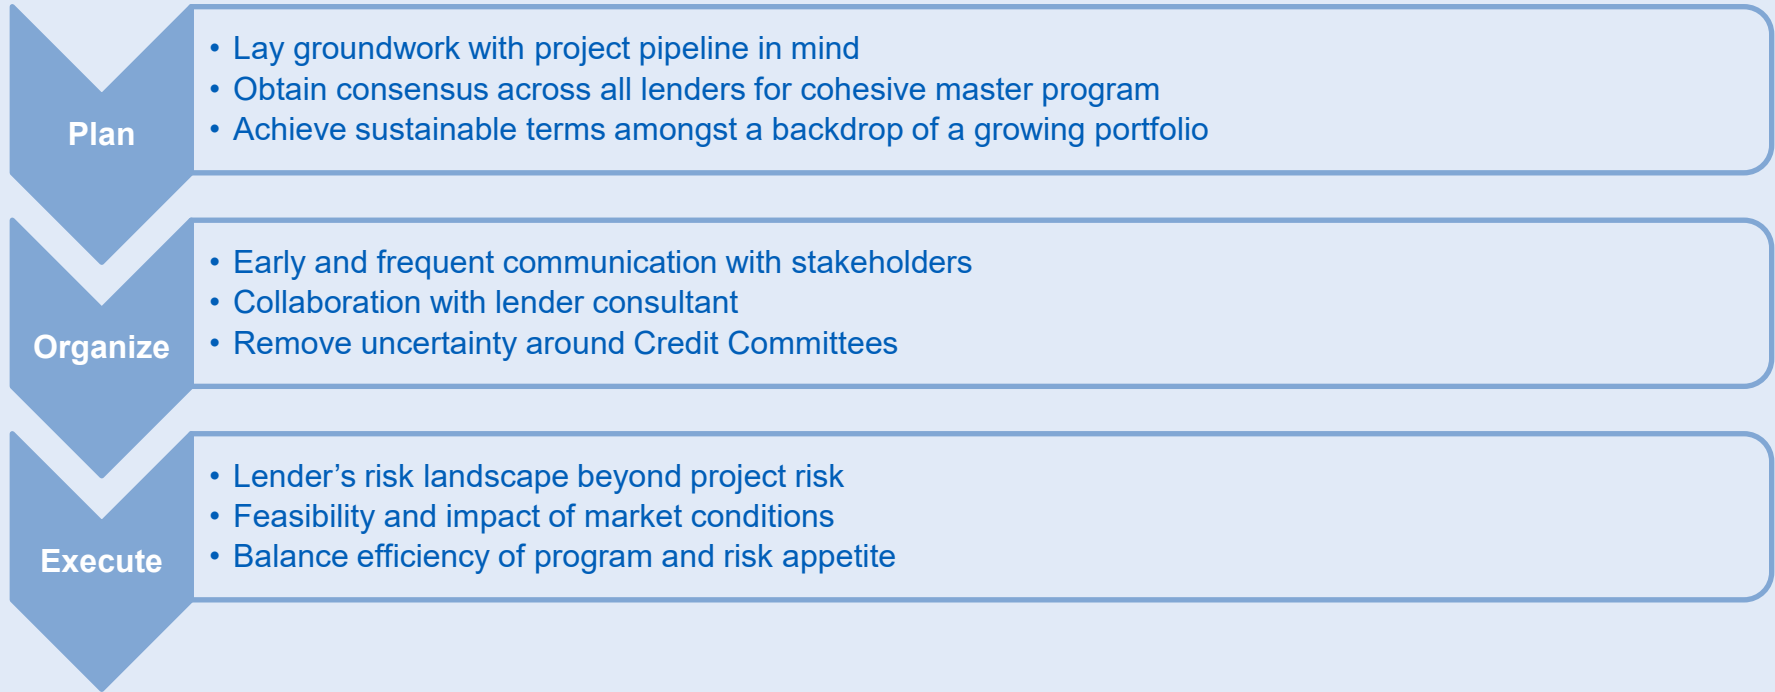 Plan
• Lay groundwork with project pipeline in mind
• Obtain consensus across all lenders for cohesive master program
• Achieve sustainable terms amongst a backdrop of a growing portfolio
Organize
• Early and frequent communication with stakeholders
• Collaboration with lender consultant
• Remove uncertainty around Credit Committees
Execute
• Lender’s risk landscape beyond project risk
• Feasibility and impact of market conditions
• Balance efficiency of program and risk appetite